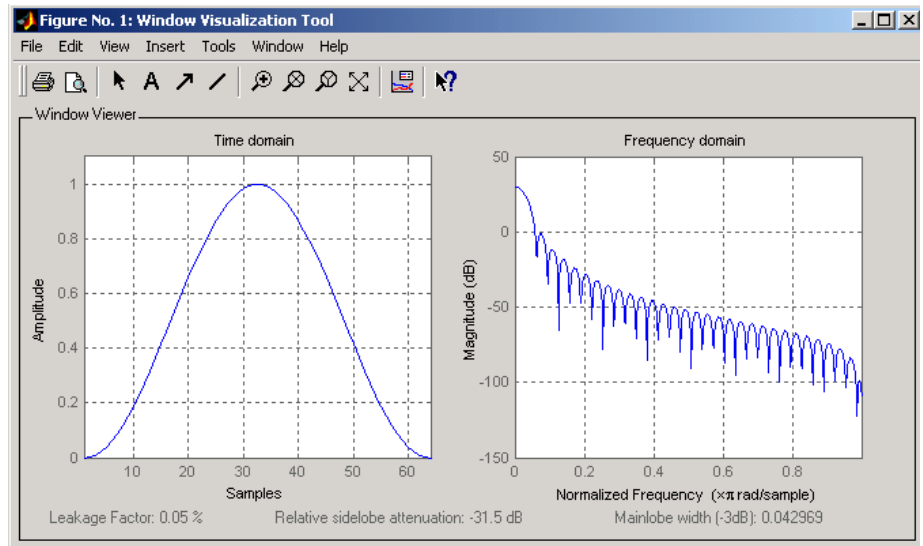 Figure No. 1: Window Visualization Tool
File Edit View Insert Tools Window Help
A
Window Viewer
Time domain
Amplitude
1
0.8
0.6
0.4
0.2
0
10 20 30 40 50 60
Samples
Frequency domain
Magnitude (dB)
50
0
-50
-100
-150
0 0.2 0.4 0.6 0.8
Normalized Frequency (×π rad/sample)
Leakage Factor: 0.05 % Relative sidelobe attenuation: -31.5 dB Mainlobe width (-3dB): 0.042969